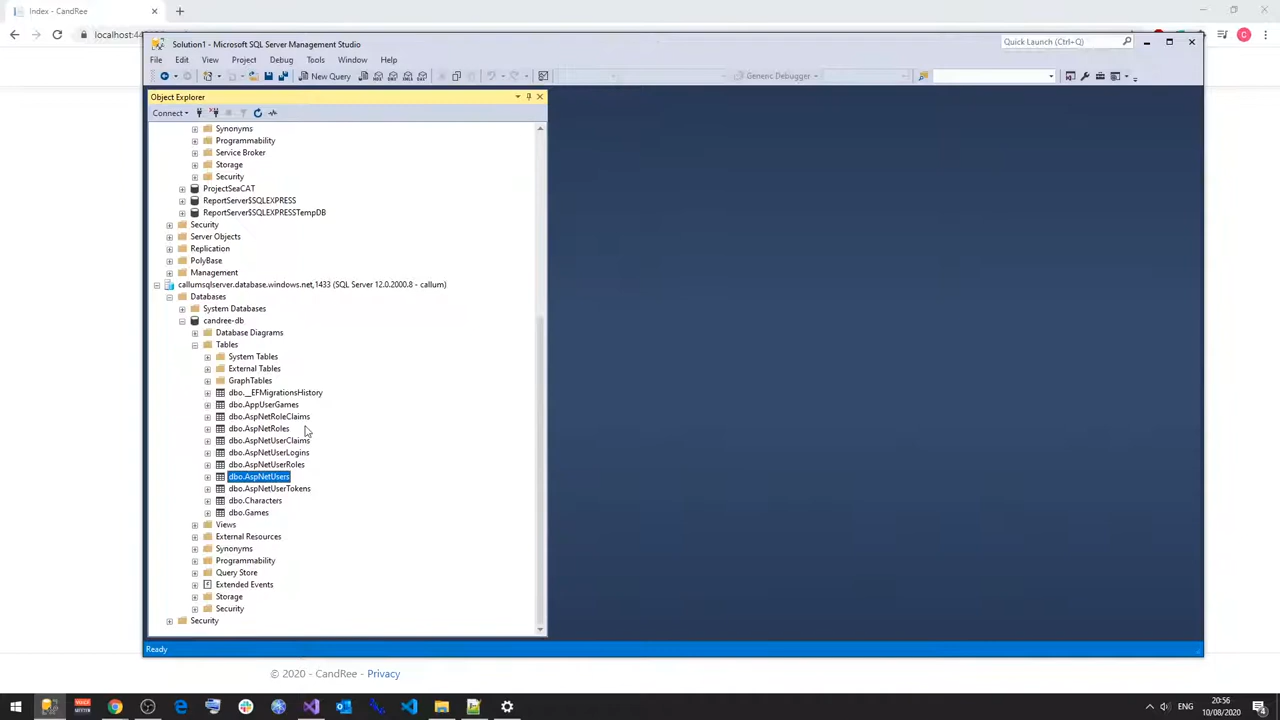 Index - CandRee
localhost:44
Solution1 - Microsoft SQL Server Management Studio
Quick Launch (Ctrl+Q)
File Edit View Project Debug Tools Window Help
New Query
Generic Debugger
Object Explorer
Connect
Synonyms
Programmability
Service Broker
Storage
Security
ProjectSeaCAT
ReportServer$SQLEXPRESS
ReportServer$SQLEXPRESSTempDB
Security
Server Objects
Replication
PolyBase
Management
callumsqlserver.database.windows.net,1433 (SQL Server 12.0.2000.8 - callum)
Databases
System Databases
candree-db
Database Diagrams
Tables
System Tables
External Tables
GraphTables
dbo.__EFMigrationsHistory
dbo.AppUserGames
dbo.AspNetRoleClaims
dbo.AspNetRoles
dbo.AspNetUserClaims
dbo.AspNetUserLogins
dbo.AspNetUserRoles
dbo.AspNetUsers
dbo.AspNetUserTokens
dbo.Characters
dbo.Games
Views
External Resources
Synonyms
Programmability
Query Store
Extended Events
Storage
Security
Security
Ready
© 2020 - CandRee - Privacy
ENG
20:56
10/08/2020